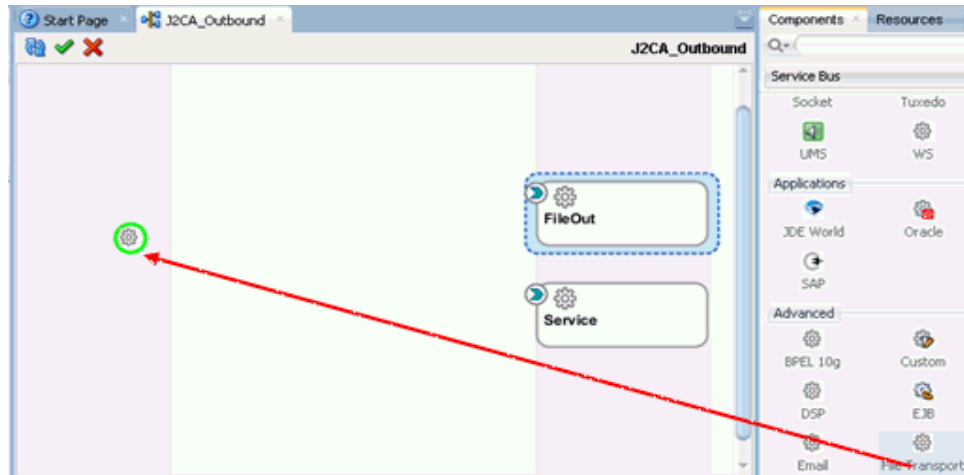 Start Page
J2CA_Outbound
J2CA_Outbound
FileOut
Service
Components
Resources
Service Bus
Socket
Tuxedo
UMS
WS
Applications
JDE World
Oracle
SAP
Advanced
BPEL 10g
Custom
DSP
EJB
Email
File Transport